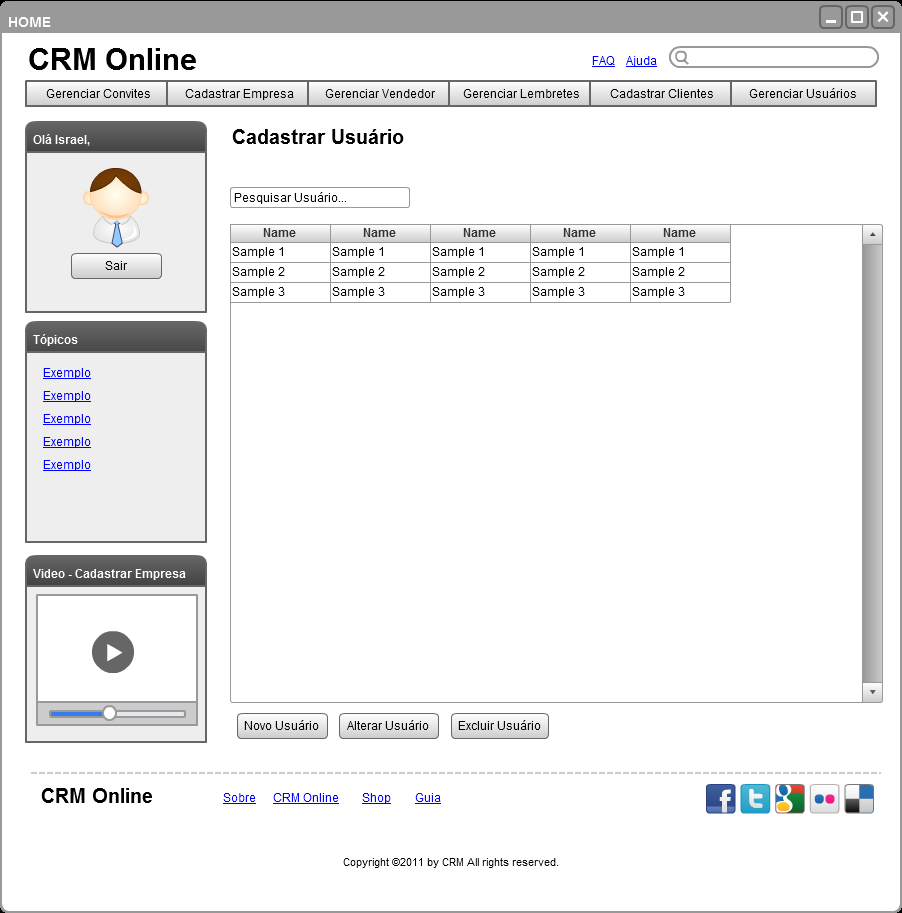 HOME
CRM Online
FAQ Ajuda
Gerenciar Convites Cadastrar Empresa Gerenciar Vendedor Gerenciar Lembretes Cadastrar Clientes Gerenciar Usuários
Olá Israel,
Sair
Tópicos
Exemplo
Exemplo
Exemplo
Exemplo
Exemplo
Video - Cadastrar Empresa
Cadastrar Usuário
Pesquisar Usuário...
Name Name Name Name Name
Sample 1 Sample 1 Sample 1 Sample 1 Sample 1
Sample 2 Sample 2 Sample 2 Sample 2 Sample 2
Sample 3 Sample 3 Sample 3 Sample 3 Sample 3
Novo Usuário Alterar Usuário Excluir Usuário
CRM Online Sobre CRM Online Shop Guia
Copyright ©2011 by CRM All rights reserved.